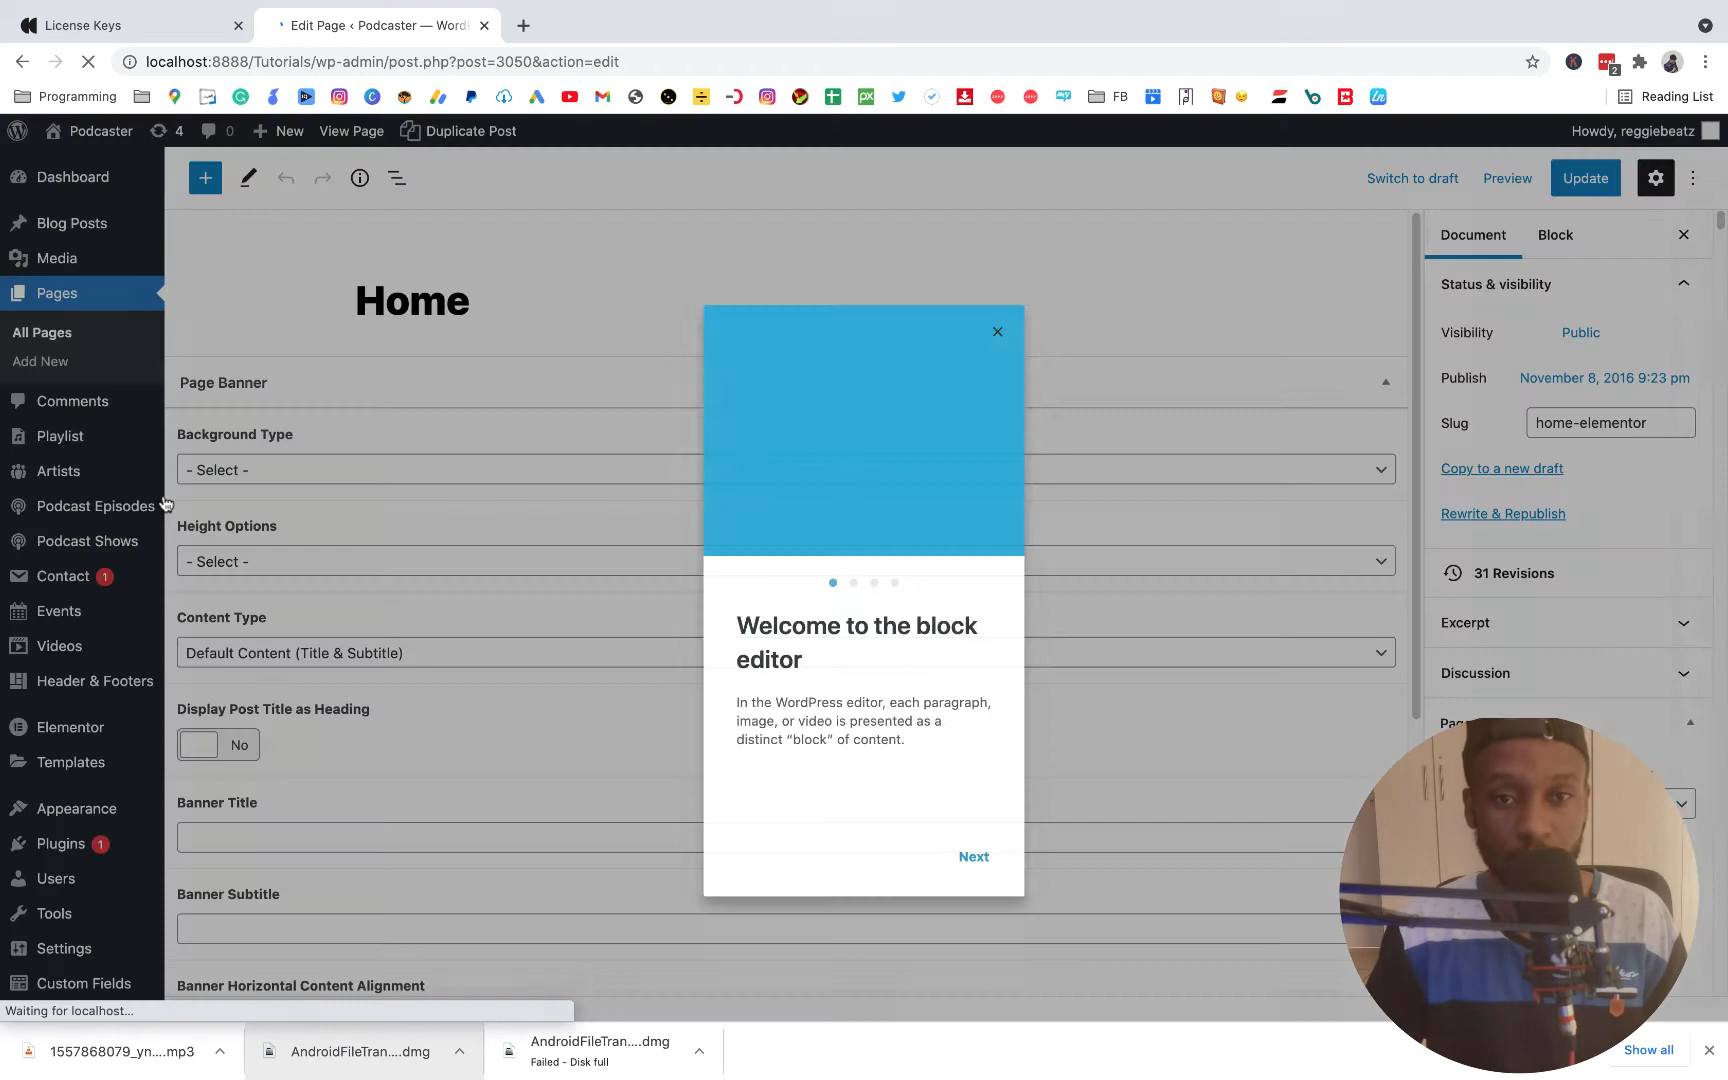 License Keys
Edit Page ‹ Podcaster — Word
localhost:8888/Tutorials/wp-admin/post.php?post=3050&action=edit
2
Programming
FB
Reading List
Podcaster
4
0
New
View Page
Duplicate Post
Howdy, reggiebeatz
Dashboard
Blog Posts
Media
Pages
All Pages
Add New
Comments
Playlist
Artists
Podcast Episodes
Podcast Shows
Contact 1
Events
Videos
Header & Footers
Elementor
Templates
Appearance
Plugins 1
Users
Tools
Settings
Custom Fields
Waiting for localhost...
Switch to draft
Preview
Update
Home
Page Banner
Background Type
- Select -
Height Options
- Select -
Content Type
Default Content (Title & Subtitle)
Display Post Title as Heading
No
Banner Title
Banner Subtitle
Banner Horizontal Content Alignment
Welcome to the block
editor
In the WordPress editor, each paragraph,
image, or video is presented as a
distinct “block” of content.
Next
Document
Block
Status & visibility
Visibility
Public
Publish
November 8, 2016 9:23 pm
Slug
home-elementor
Copy to a new draft
Rewrite & Republish
31 Revisions
Excerpt
Discussion
1557868079_yn....mp3
AndroidFileTran....dmg
AndroidFileTran....dmg
Failed - Disk full
Show all